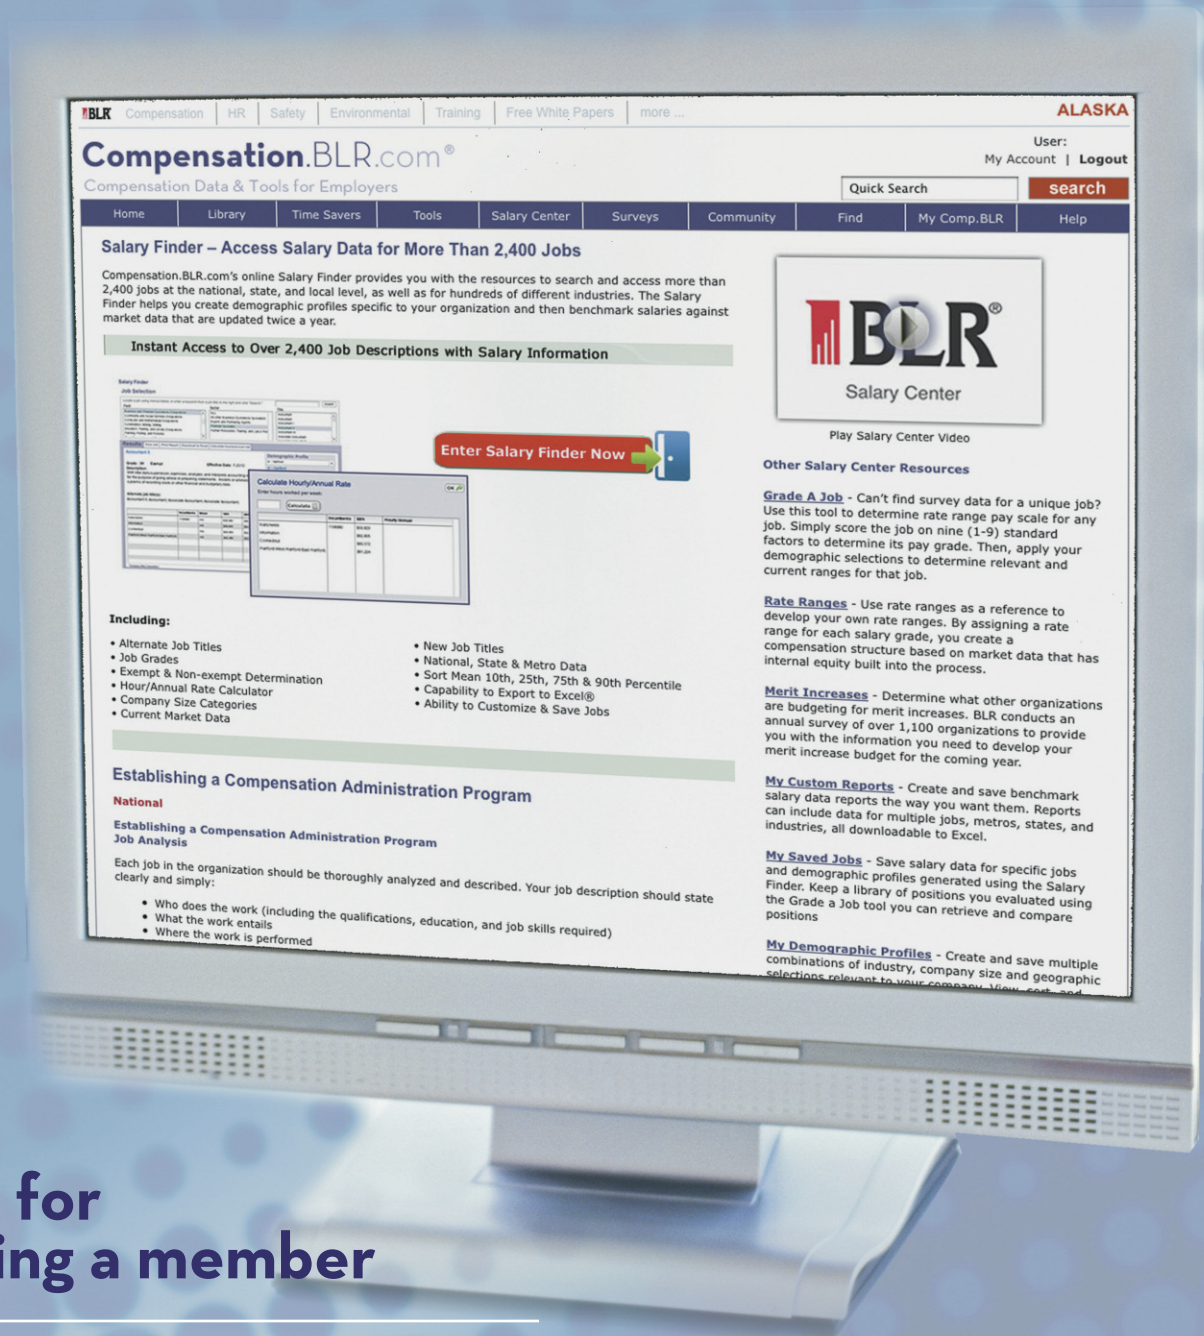 BLR Compensation HR Safety Environmental Training Free White Papers more ...
ALASKA
Compensation.BLR.com®
Compensation Data & Tools for Employers
User:
My Account | Logout
Quick Search search
Home Library Time Savers Tools Salary Center Surveys Community Find My Comp.BLR Help
Salary Finder – Access Salary Data for More Than 2,400 Jobs
Compensation.BLR.com's online Salary Finder provides you with the resources to search and access more than
2,400 jobs at the national, state, and local level, as well as for hundreds of different industries. The Salary
Finder helps you create demographic profiles specific to your organization and then benchmark salaries against
market data that are updated twice a year.
Instant Access to Over 2,400 Job Descriptions with Salary Information
Salary Finder
Job Selection
Calculate Hourly/Annual Rate
Enter hours worked per week:
Calculate
Enter Salary Finder Now
Including:
• Alternate Job Titles
• Job Grades
• Exempt & Non-exempt Determination
• Hour/Annual Rate Calculator
• Company Size Categories
• Current Market Data
• New Job Titles
• National, State & Metro Data
• Sort Mean 10th, 25th, 75th & 90th Percentile
• Capability to Export to Excel®
• Ability to Customize & Save Jobs
Establishing a Compensation Administration Program
National
Establishing a Compensation Administration Program
Job Analysis
Each job in the organization should be thoroughly analyzed and described. Your job description should state
clearly and simply:
• Who does the work (including the qualifications, education, and job skills required)
• What the work entails
• Where the work is performed
BLR®
Salary Center
Play Salary Center Video
Other Salary Center Resources
Grade A Job - Can't find survey data for a unique job?
Use this tool to determine rate range pay scale for any
job. Simply score the job on nine (1-9) standard
factors to determine its pay grade. Then, apply your
demographic selections to determine relevant and
current ranges for that job.
Rate Ranges - Use rate ranges as a reference to
develop your own rate ranges. By assigning a rate
range for each salary grade, you create a
compensation structure based on market data that has
internal equity built into the process.
Merit Increases - Determine what other organizations
are budgeting for merit increases. BLR conducts an
annual survey of over 1,100 organizations to provide
you with the information you need to develop your
merit increase budget for the coming year.
My Custom Reports - Create and save benchmark
salary data reports the way you want them. Reports
can include data for multiple jobs, metros, states, and
industries, all downloadable to Excel.
My Saved Jobs - Save salary data for specific jobs
and demographic profiles generated using the Salary
Finder. Keep a library of positions you evaluated using
the Grade a Job tool you can retrieve and compare
positions
My Demographic Profiles - Create and save multiple
combinations of industry, company size and geographic
selections relevant to your company. View, sort, and
for
ing a member